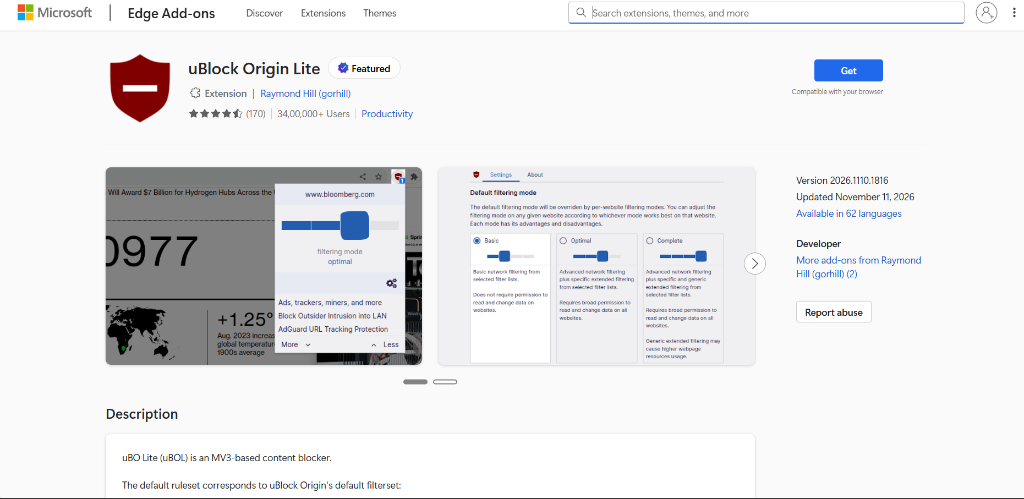 Microsoft
Edge Add-ons
Discover
Extensions
Themes
Search extensions, themes, and more
uBlock Origin Lite
Featured
Extension | Raymond Hill (gorhill)
(170) | 34,00,000+ Users | Productivity
Get
Compatible with your browser
Will Award $7 Billion for Hydrogen Hubs Across the
0977
+1.25°
Aug. 2023 increas
global temperatur
1900s average
www.bloomberg.com
filtering mode
optimal
Ads, trackers, miners, and more
Block Outsider Intrusion into LAN
AdGuard URL Tracking Protection
More
Less
Settings
About
Default filtering mode
The default filtering mode will be overriden by per-website filtering modes. You can adjust the
filtering mode on any given website according to whichever mode works best on that website.
Each mode has its advantages and disadvantages.
Basic
Basic network filtering from
selected filter lists.
Does not require permission to
read and change data on
websites.
Optimal
Advanced network filtering
plus specific extended filtering
from selected filter lists.
Requires broad permission to
read and change data on all
websites.
Complete
Advanced network filtering
plus specific and generic
extended filtering from
selected filter lists.
Requires broad permission to
read and change data on all
websites.
Generic extended filtering may
cause higher webpage
resources usage.
Version 2026.1110.1816
Updated November 11, 2026
Available in 62 languages
Developer
More add-ons from Raymond
Hill (gorhill) (2)
Report abuse
Description
uBO Lite (uBOL) is an MV3-based content blocker.
The default ruleset corresponds to uBlock Origin's default filterset: